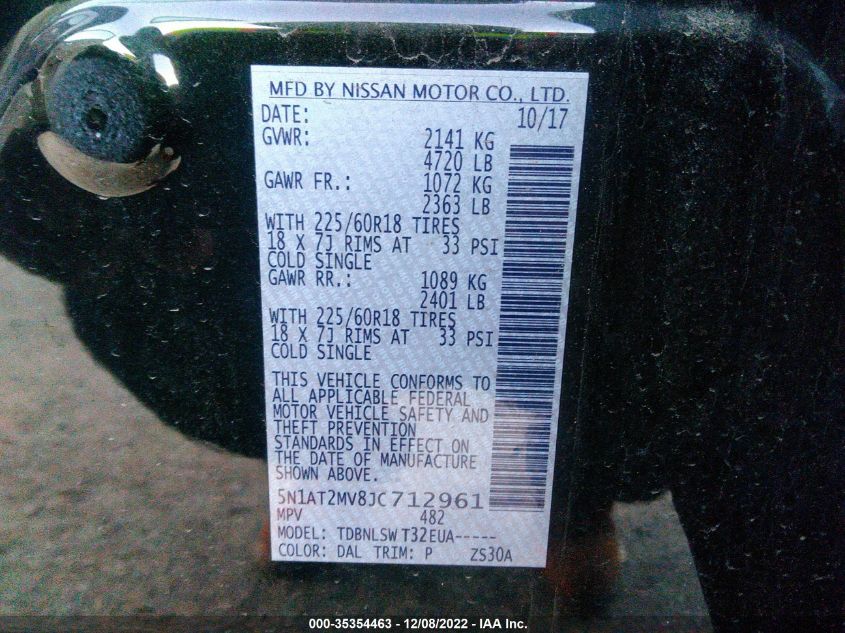 MFD BY NISSAN MOTOR CO., LTD.
DATE: 10/17
GVWR: 2141 KG
4720 LB
GAWR FR.: 1072 KG
2363 LB
WITH 225/60R18 TIRES
18 X 7J RIMS AT 33 PSI
COLD SINGLE
GAWR RR.: 1089 KG
2401 LB
WITH 225/60R18 TIRES
18 X 7J RIMS AT 33 PSI
COLD SINGLE
THIS VEHICLE CONFORMS TO
ALL APPLICABLE FEDERAL
MOTOR VEHICLE SAFETY AND
THEFT PREVENTION
STANDARDS IN EFFECT ON
THE DATE OF MANUFACTURE
SHOWN ABOVE.
5N1AT2MV8JC712961
MPV 482
MODEL: TDBNLSW T32EUA-----
COLOR: DAL TRIM: P ZS30A
000-35354463 - 12/08/2022 - IAA Inc.